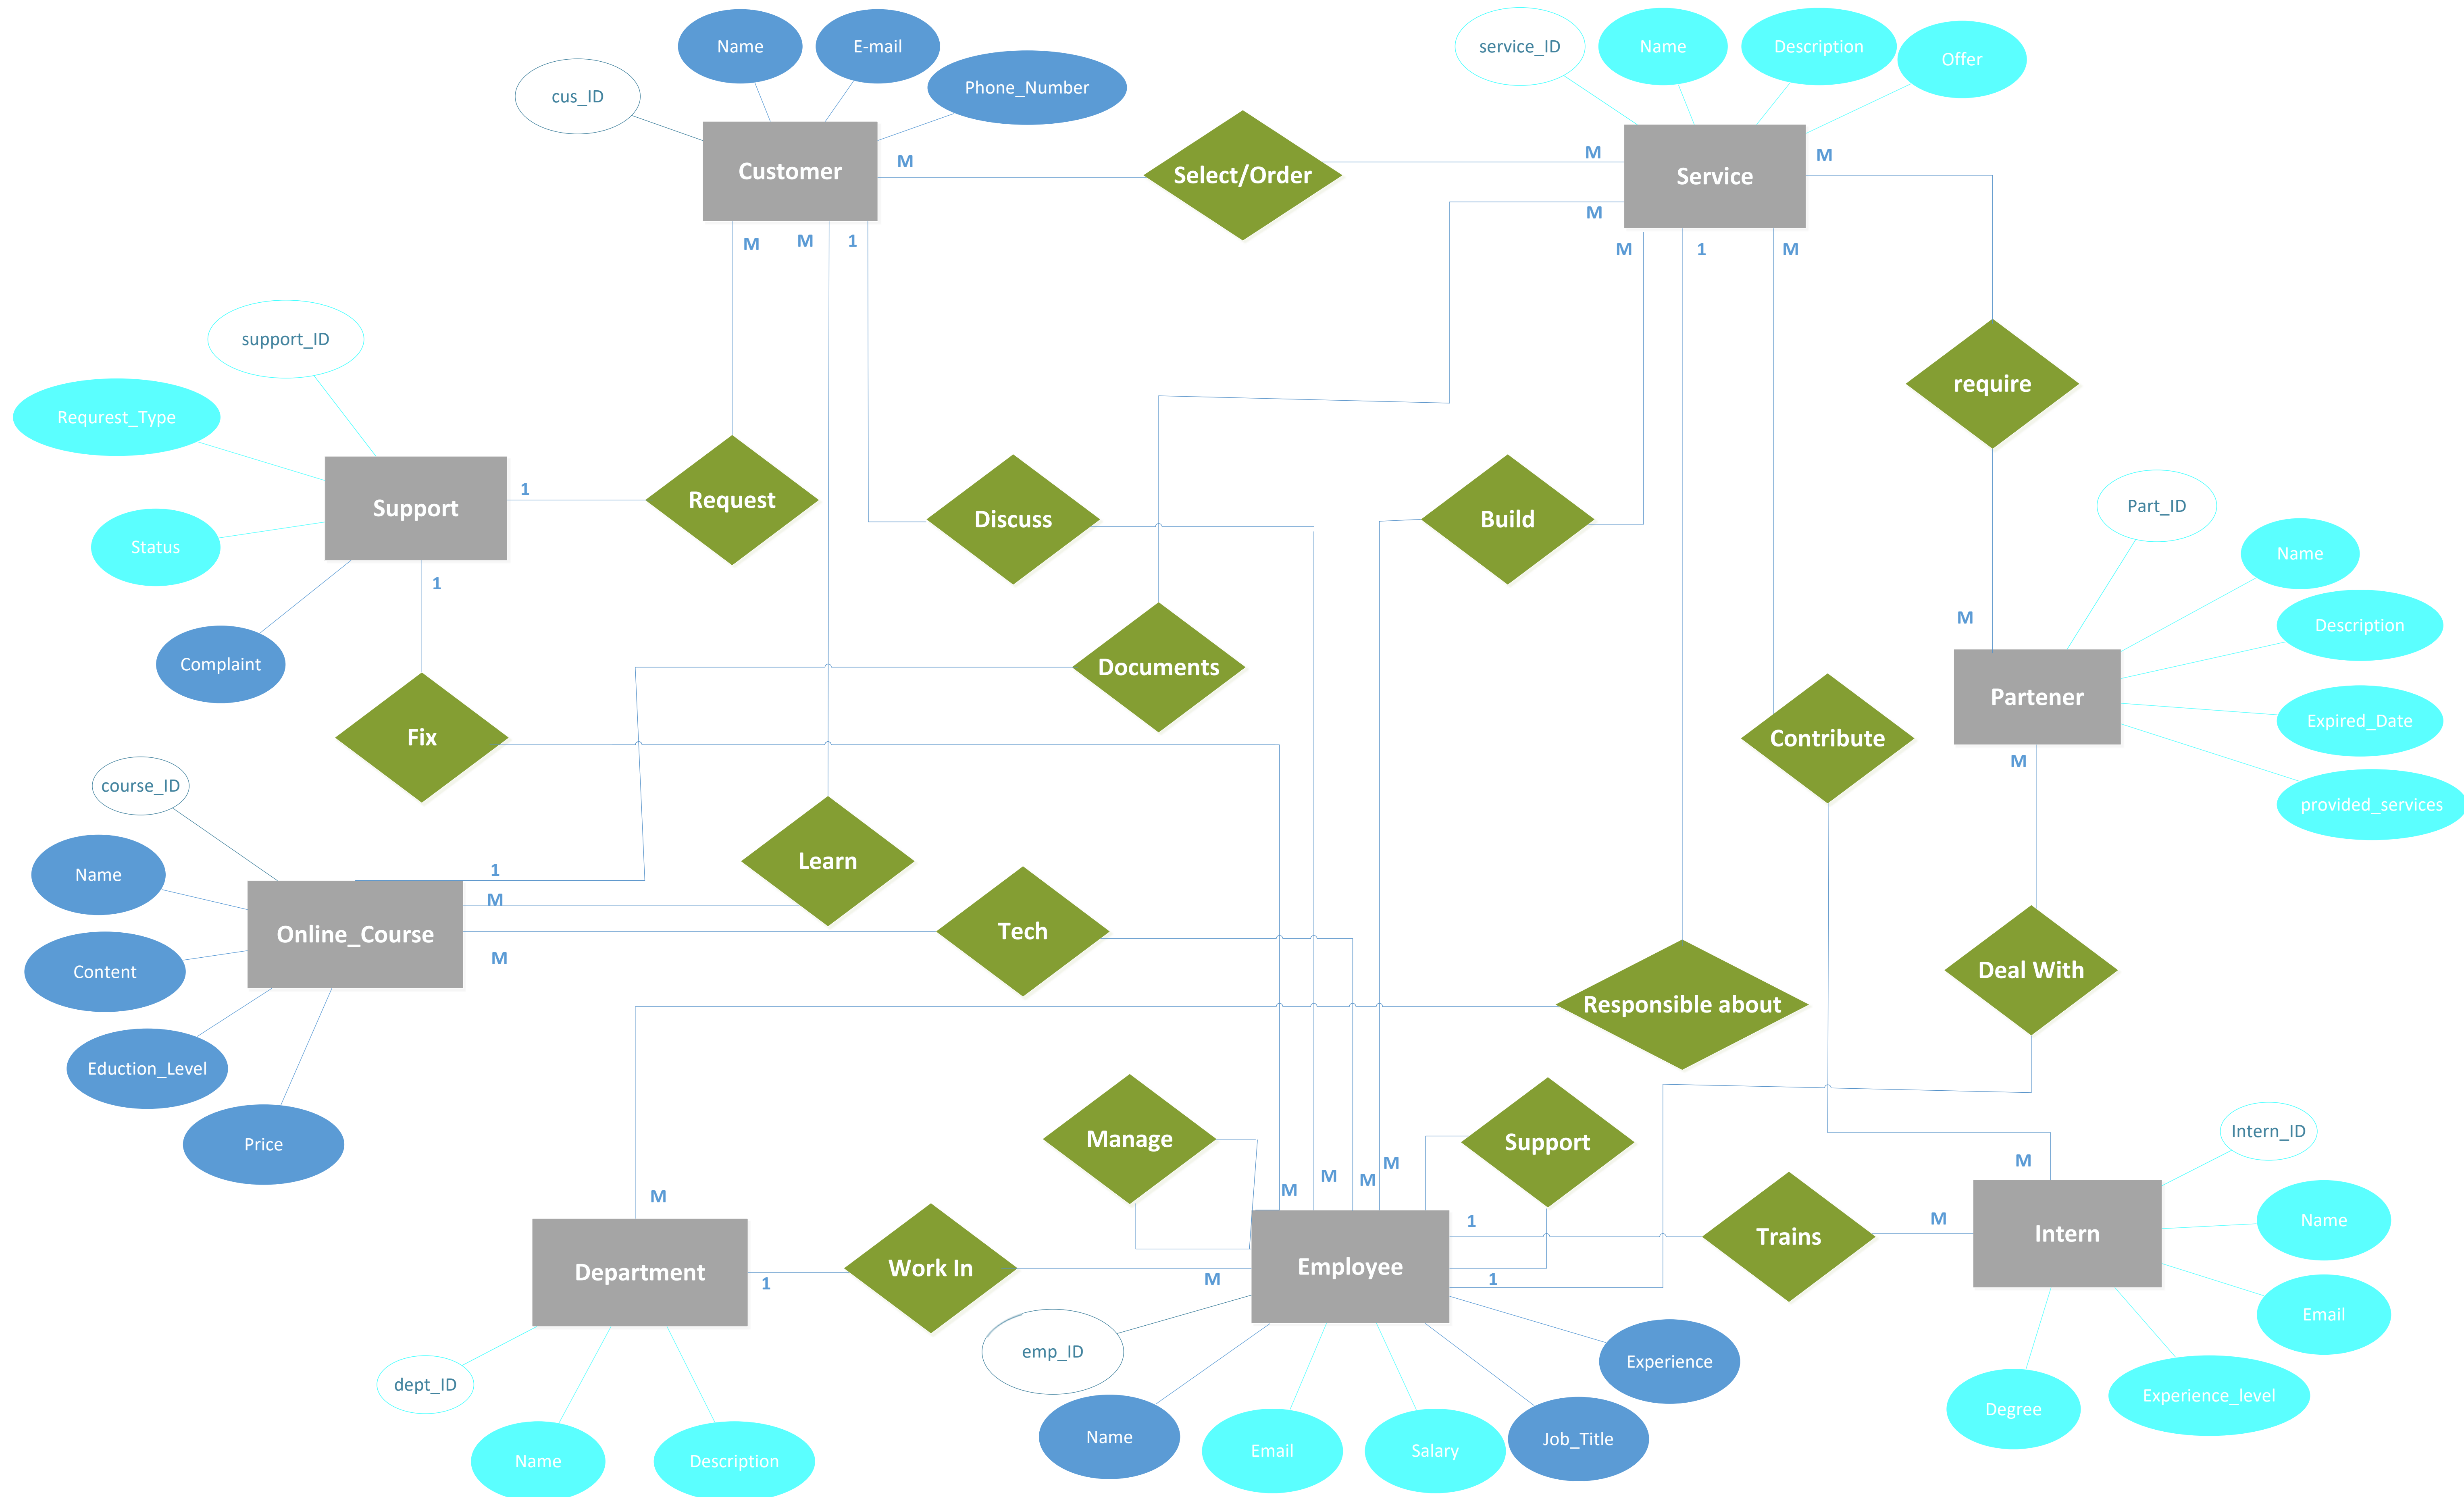 Name
E-mail
Phone_Number
cus_ID
Customer
M
Select/Order
M
service_ID
Name
Description
Offer
Service
M
M
M
1
M
M
M
1
support_ID
Requrest_Type
Support
Status
Complaint
1
1
Request
Discuss
Build
require
Documents
Part_ID
Name
Description
Expired_Date
provided_services
Partener
M
M
Fix
Contribute
course_ID
Name
Content
Eduction_Level
Price
Online_Course
1
M
M
Learn
Tech
Responsible about
Deal With
Manage
Support
M
M
M
M
M
Department
1
Work In
M
Employee
1
1
Trains
M
M
Intern
Intern_ID
Name
Email
Experience_level
Degree
dept_ID
Name
Description
emp_ID
Name
Email
Salary
Job_Title
Experience